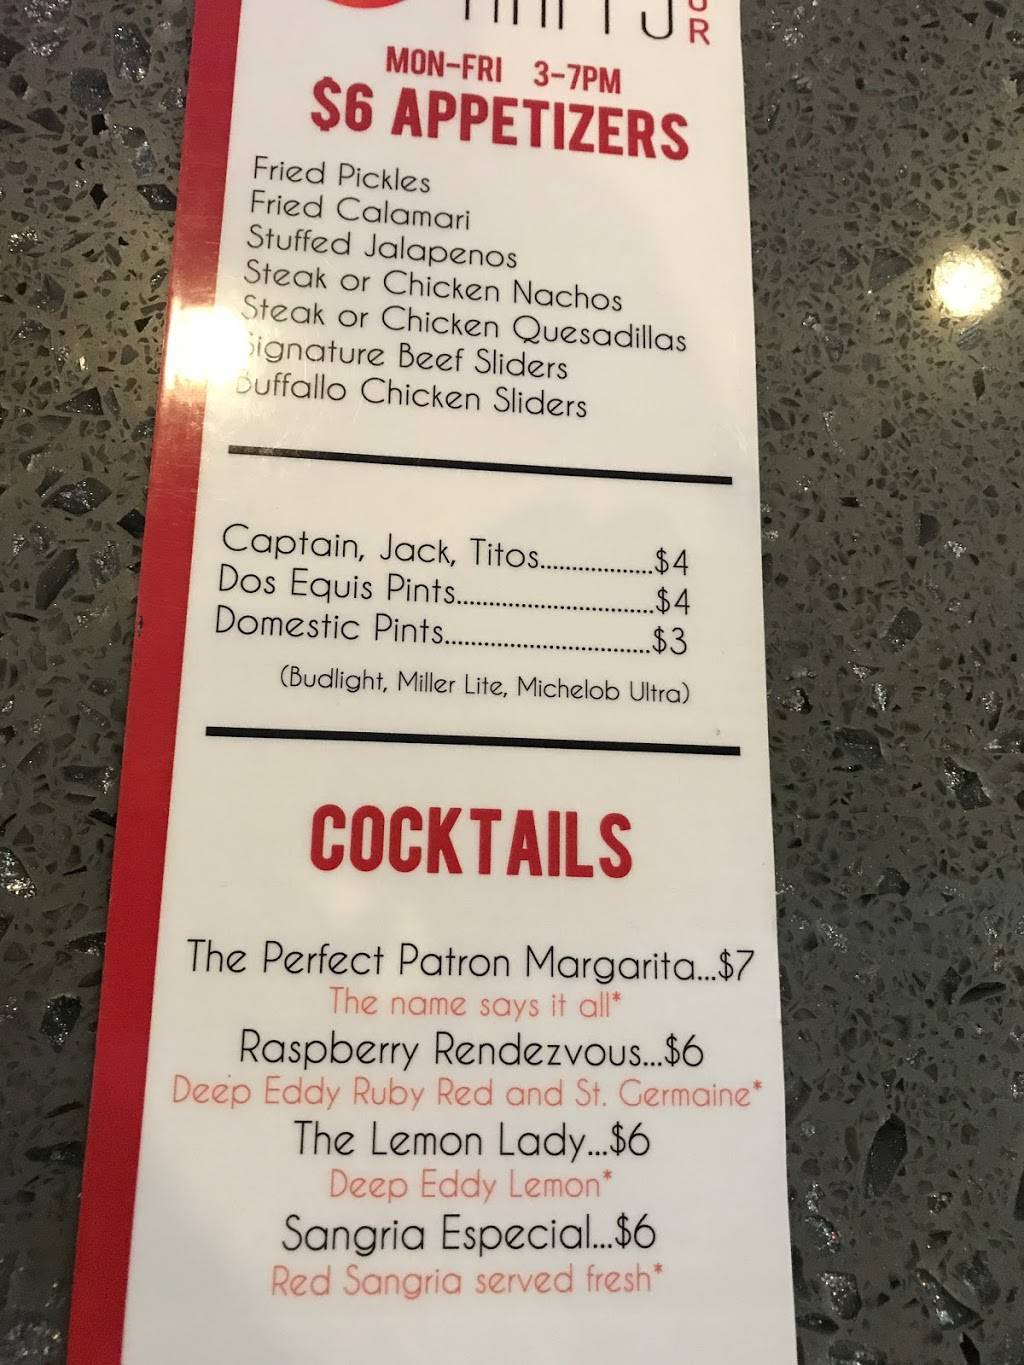 MON-FRI 3-7PM
$6 APPETIZERS
Fried Pickles
Fried Calamari
Stuffed Jalapenos
Steak or Chicken Nachos
Steak or Chicken Quesadillas
Signature Beef Sliders
Buffallo Chicken Sliders
Captain, Jack, Titos..................$4
Dos Equis Pints...............................$4
Domestic Pints.................................$3
(Budlight, Miller Lite, Michelob Ultra)
COCKTAILS
The Perfect Patron Margarita...$7
The name says it all*
Raspberry Rendezvous...$6
Deep Eddy Ruby Red and St. Germaine*
The Lemon Lady...$6
Deep Eddy Lemon*
Sangria Especial...$6
Red Sangria served fresh*